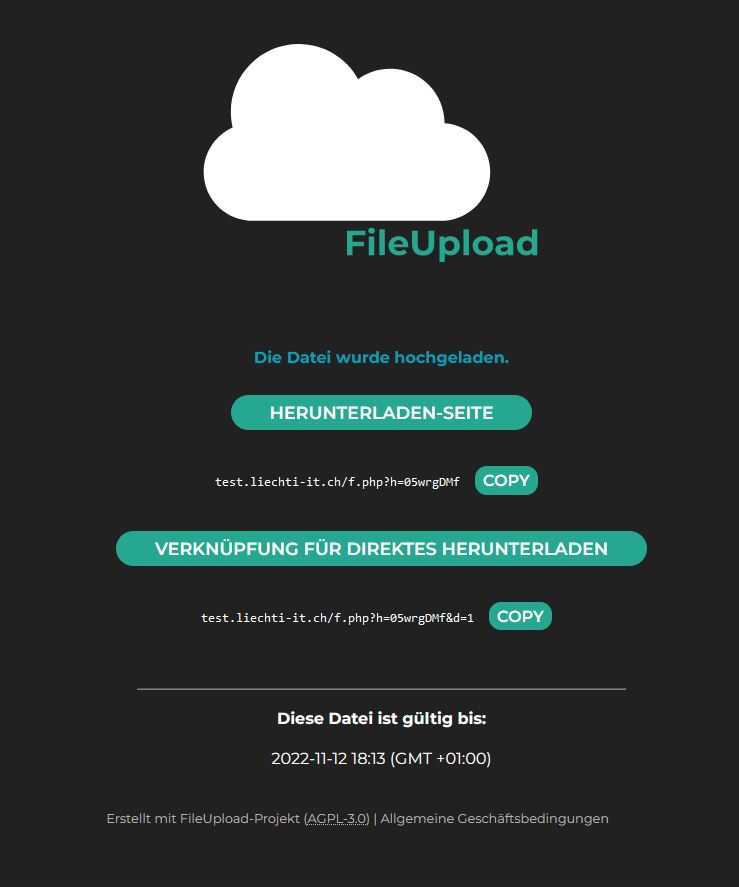 FileUpload
Die Datei wurde hochgeladen.
HERUNTERLADEN-SEITE
test.liechti-it.ch/f.php?h=05wrgDMf COPY
VERKNÜPFUNG FÜR DIREKTES HERUNTERLADEN
test.liechti-it.ch/f.php?h=05wrgDMf&d=1 COPY
Diese Datei ist gültig bis:
2022-11-12 18:13 (GMT +01:00)
Erstellt mit FileUpload-Projekt (AGPL-3.0) | Allgemeine Geschäftsbedingungen